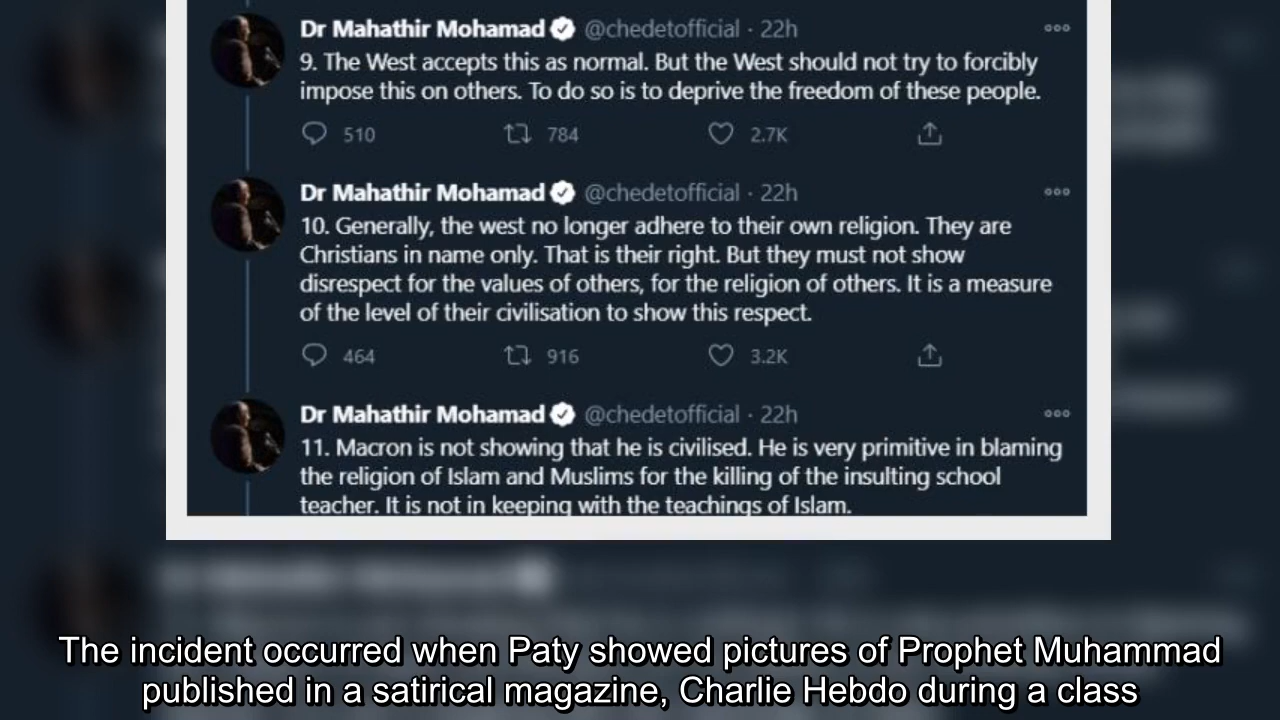 Dr Mahathir Mohamad @chedetofficial · 22h
9. The West accepts this as normal. But the West should not try to forcibly
impose this on others. To do so is to deprive the freedom of these people.
510 784 2.7K
Dr Mahathir Mohamad @chedetofficial · 22h
10. Generally, the west no longer adhere to their own religion. They are
Christians in name only. That is their right. But they must not show
disrespect for the values of others, for the religion of others. It is a measure
of the level of their civilisation to show this respect.
464 916 3.2K
Dr Mahathir Mohamad @chedetofficial · 22h
11. Macron is not showing that he is civilised. He is very primitive in blaming
the religion of Islam and Muslims for the killing of the insulting school
teacher. It is not in keeping with the teachings of Islam.
The incident occurred when Paty showed pictures of Prophet Muhammad
published in a satirical magazine, Charlie Hebdo during a class